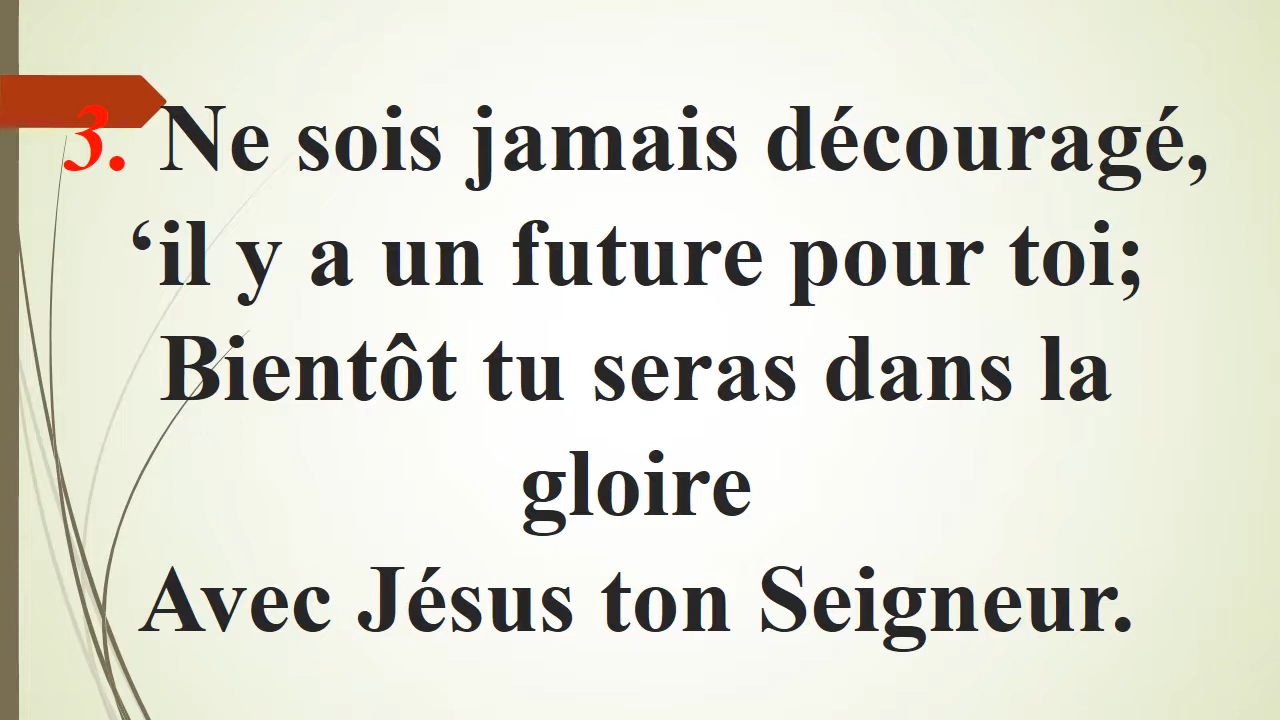 3. Ne sois jamais découragé,
‘il y a un future pour toi;
Bientôt tu seras dans la
gloire
Avec Jésus ton Seigneur.